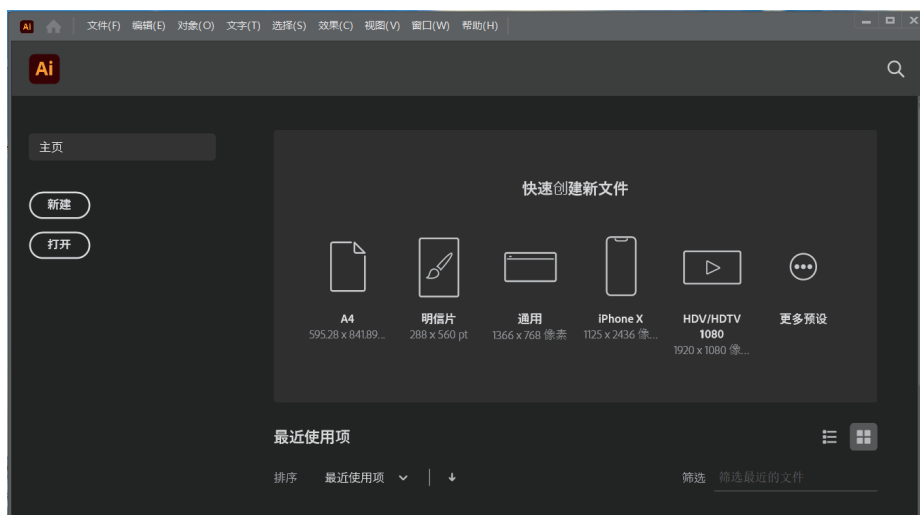 Ai 文件(F) 编辑(E) 对象(O) 文字(T) 选择(S) 效果(C) 视图(V) 窗口(W) 帮助(H)
Ai
主页
新建
打开
快速创建新文件
A4
595.28 x 841.89...
明信片
288 x 560 pt
通用
1366 x 768 像素
iPhone X
1125 x 2436 像...
HDV/HDTV
1080
1920 x 1080 像...
更多预设
最近使用项
排序 最近使用项
筛选 筛选最近的文件